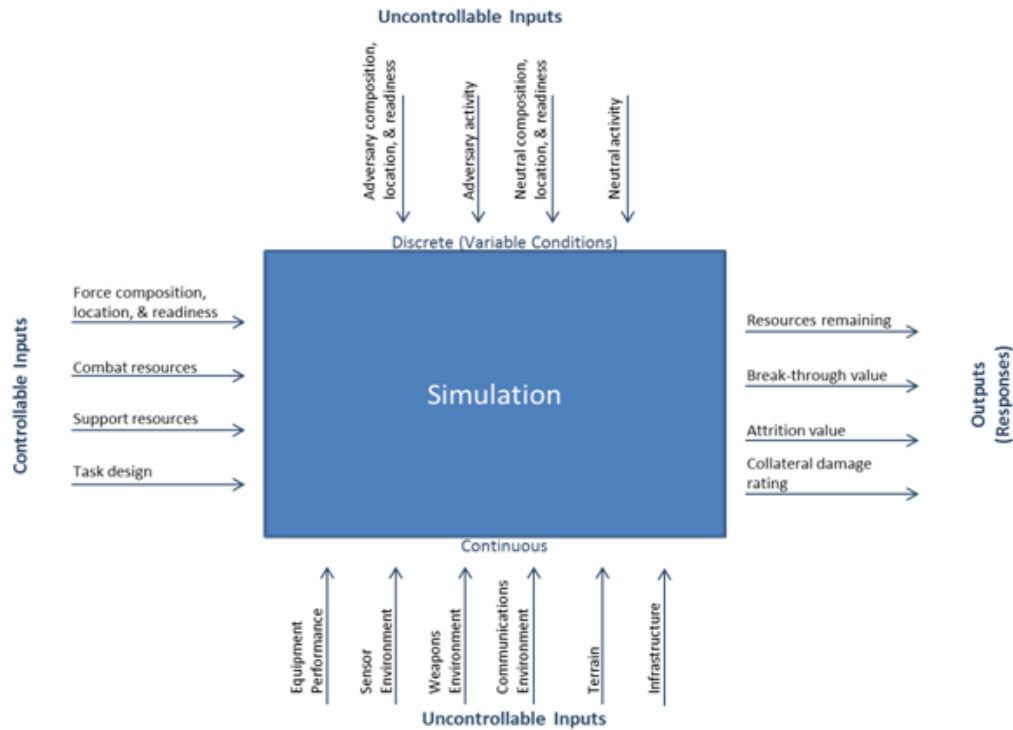 Uncontrollable Inputs
Adversary composition,
location, & readiness
Adversary activity
Neutral composition,
location, & readiness
Neutral activity
Discrete (Variable Conditions)
Controllable Inputs
Force composition,
location, & readiness
Combat resources
Support resources
Task design
Simulation
Resources remaining
Break-through value
Attrition value
Collateral damage
rating
Outputs
(Responses)
Continuous
Equipment
Performance
Sensor
Environment
Weapons
Environment
Communications
Environment
Terrain
Infrastructure
Uncontrollable Inputs